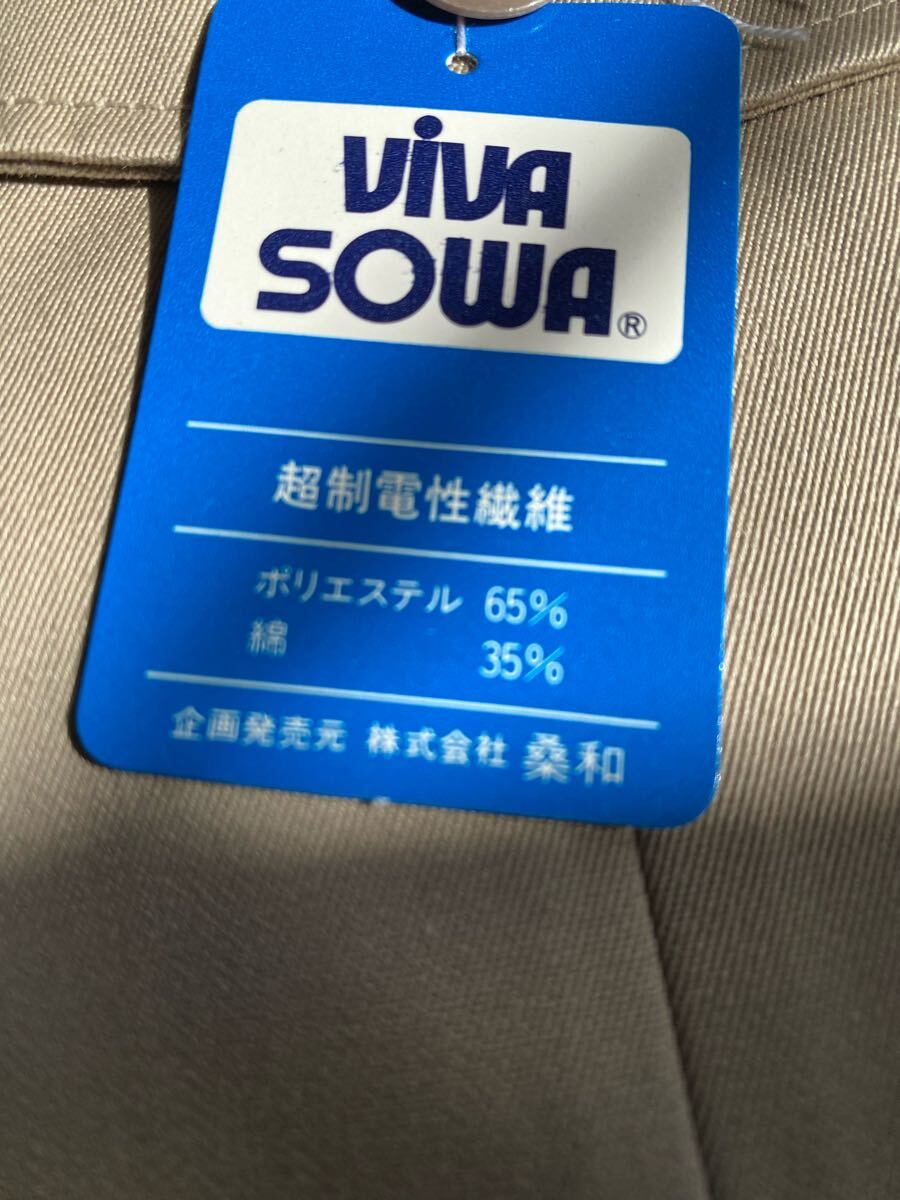 ViVA
SOWA®
超制電性繊維
ポリエステル 65%
綿 35%
企画発売元 株式会社 桑和